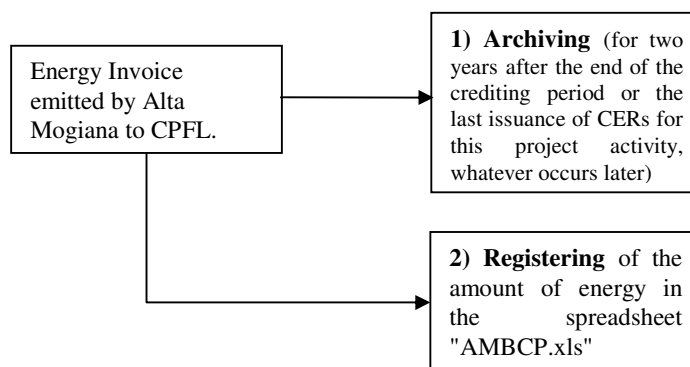 Energy Invoice
emitted by Alta
Mogiana to CPFL.
1) Archiving (for two
years after the end of the
crediting period or the
last issuance of CERs for
this project activity,
whatever occurs later)
2) Registering of the
amount of energy in
the spreadsheet
"AMBCP.xls"